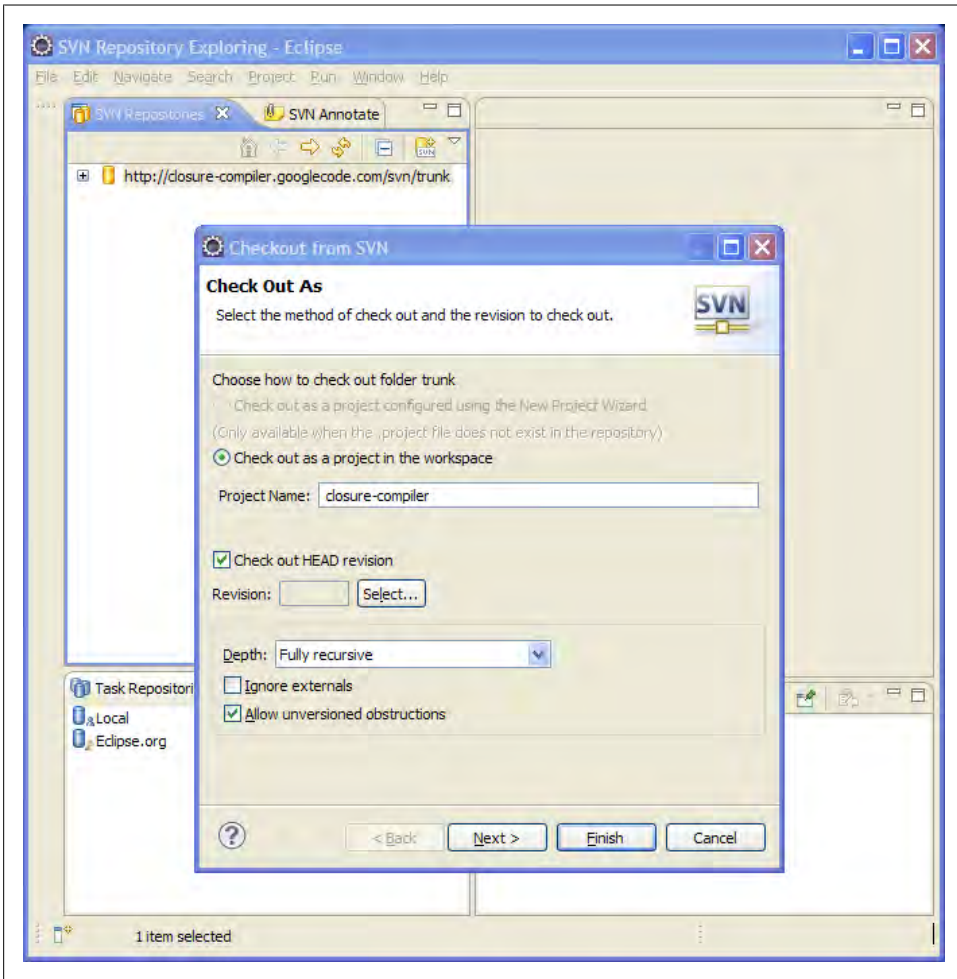 SVN Repository Exploring - Eclipse
File Edit Navigate Search Project Run Window Help
SVN Repositories SVN Annotate
SVN
http://closure-compiler.googlecode.com/svn/trunk
Checkout from SVN
Check Out As
Select the method of check out and the revision to check out.
SVN
Choose how to check out folder trunk
Check out as a project configured using the New Project Wizard
(Only available when the .project file does not exist in the repository)
Check out as a project in the workspace
Project Name: closure-compiler
Check out HEAD revision
Revision: Select...
Depth: Fully recursive
Ignore externals
Allow unversioned obstructions
Task Repositori
Local
Eclipse.org
? < Back Next > Finish Cancel
1 item selected